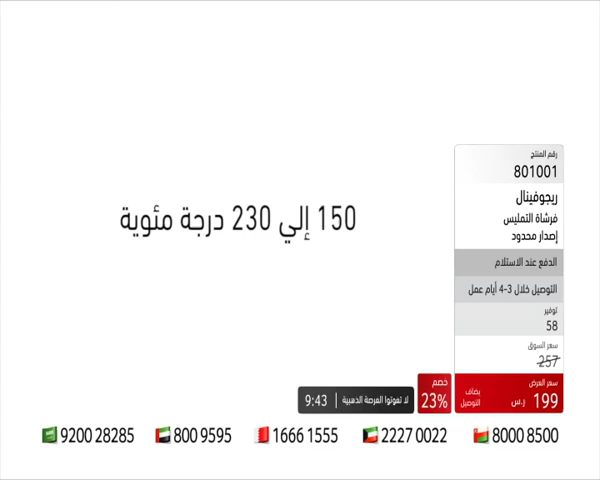 رقم المنتج
801001
ريجوفينال
فرشاة التمليس
إصدار محدود
الدفع عند الاستلام
التوصيل خلال 3-4 أيام عمل
توفير
58
سعر السوق
257
سعر العرض
199 ر.س
يضاف
التوصيل
خصم
23%
لا تفوتوا الفرصة الذهبية | 9:43
150 إلي 230 درجة مئوية
9200 28285
800 9595
1666 1555
2227 0022
8000 8500